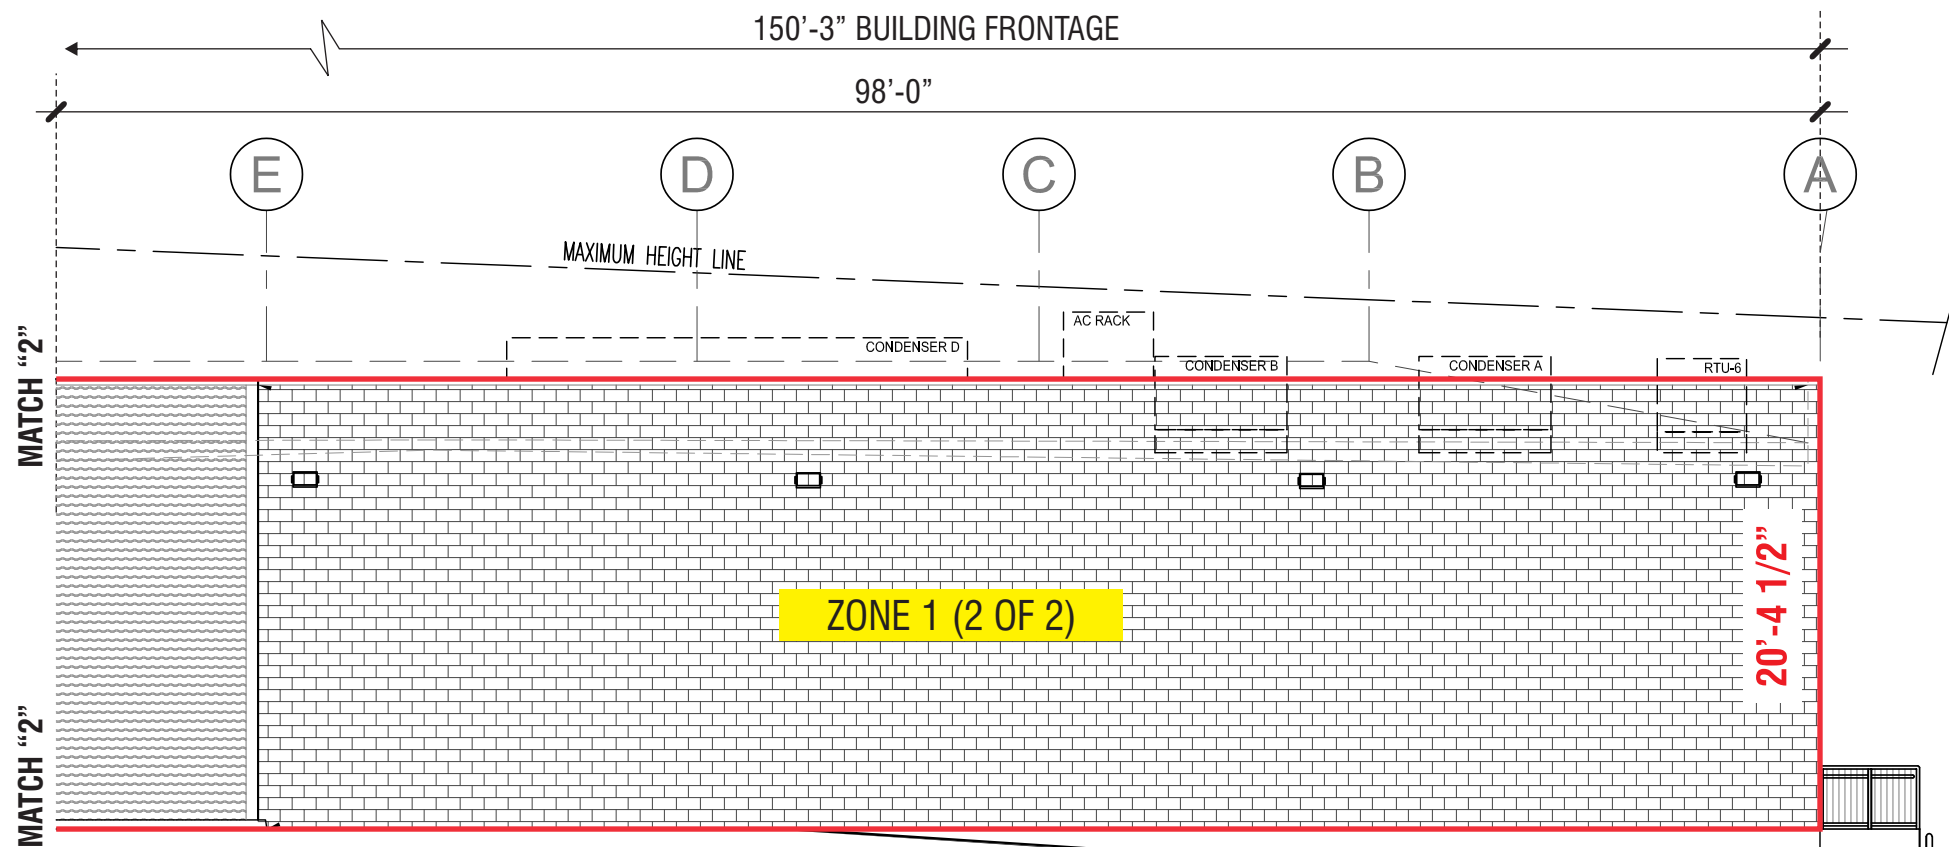 150’-3” BUILDING FRONTAGE
98’-0”
E
D
C
B
A
MAXIMUM HEIGHT LINE
AC RACK
CONDENSER D
CONDENSER B
CONDENSER A
RTU-6
MATCH “2”
ZONE 1 (2 OF 2)
20’-4 1/2”
MATCH “2”